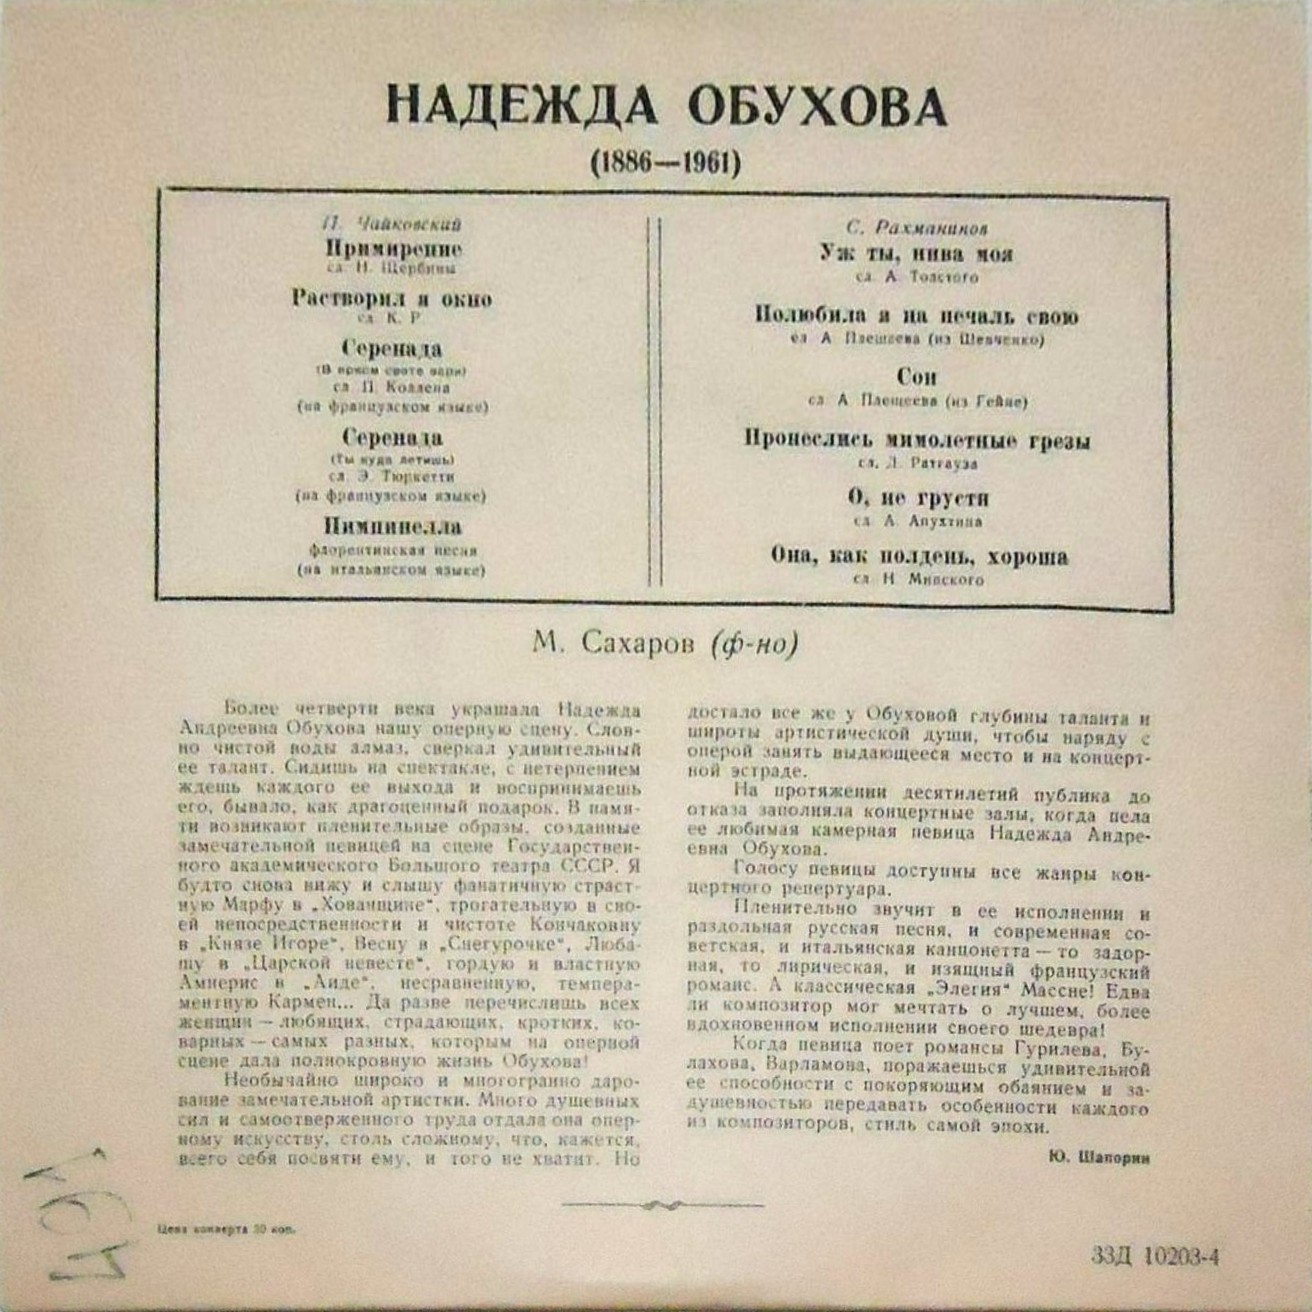 НАДЕЖДА ОБУХОВА
(1886—1961)
П. Чайковский
Примирение
сл. Н. Щербины
Растворил я окно
сл. К. Р
Серенада
(В ярком свете зари)
сл. П. Коллена
(на французском языке)
Серенада
(Ты куда летишь)
сл. Э. Тюркетти
(на французском языке)
Пимпинелла
флорентинская песня
(на итальянском языке)
С. Рахманинов
Уж ты, нива моя
сл. А. Толстого
Полюбила я на печаль свою
сл. А. Плещеева (из Шевченко)
Сон
сл. А. Плещеева (из Гейне)
Пронеслись мимолетные грезы
сл. Д. Ратгауза
О, не грусти
сл. А. Апухтина
Она, как полдень, хороша
сл. Н. Минского
М. Сахаров (ф-но)
Более четверти века украшала Надежда
Андреевна Обухова нашу оперную сцену. Слов-
но чистой воды алмаз, сверкал удивительный
ее талант. Сидишь на спектакле, с нетерпением
ждешь каждого ее выхода и воспринимаешь
его, бывало, как драгоценный подарок. В памя-
ти возникают пленительные образы, созданные
замечательной певицей на сцене Государствен-
ного академического Большого театра СССР. Я
будто снова вижу и слышу фанатичную страст-
ную Марфу в „Хованщине“, трогательную в сво-
ей непосредственности и чистоте Кончаковну
в „Князе Игоре“, Весну в „Снегурочке“, Люба-
шу в „Царской невесте“, гордую и властную
Амнерис в „Аиде“, несравненную, темпера-
ментную Кармен... Да разве перечислишь всех
женщин — любящих, страдающих, кротких, ко-
варных — самых разных, которым на оперной
сцене дала полнокровную жизнь Обухова!
Необычайно широко и многогранно даро-
вание замечательной артистки. Много душевных
сил и самоотверженного труда отдала она опер-
ному искусству, столь сложному, что, кажется,
всего себя посвяти ему, и того не хватит. Но
достало все же у Обуховой глубины таланта и
широты артистической души, чтобы наряду с
оперой занять выдающееся место и на концерт-
ной эстраде.
На протяжении десятилетий публика до
отказа заполняла концертные залы, когда пела
ее любимая камерная певица Надежда Андре-
евна Обухова.
Голосу певицы доступны все жанры кон-
цертного репертуара.
Пленительно звучит в ее исполнении и
раздольная русская песня, и современная со-
ветская, и итальянская канцонетта — то задор-
ная, то лирическая, и изящный французский
романс. А классическая „Элегия“ Массне! Едва
ли композитор мог мечтать о лучшем, более
вдохновенном исполнении своего шедевра!
Когда певица поет романсы Гурилева, Бу-
лахова, Варламова, поражаешься удивительной
ее способности с покоряющим обаянием и за-
душевностью передавать особенности каждого
из композиторов, стиль самой эпохи.
Ю. Шапорин
Цена конверта 30 коп.
33Д 10203-4